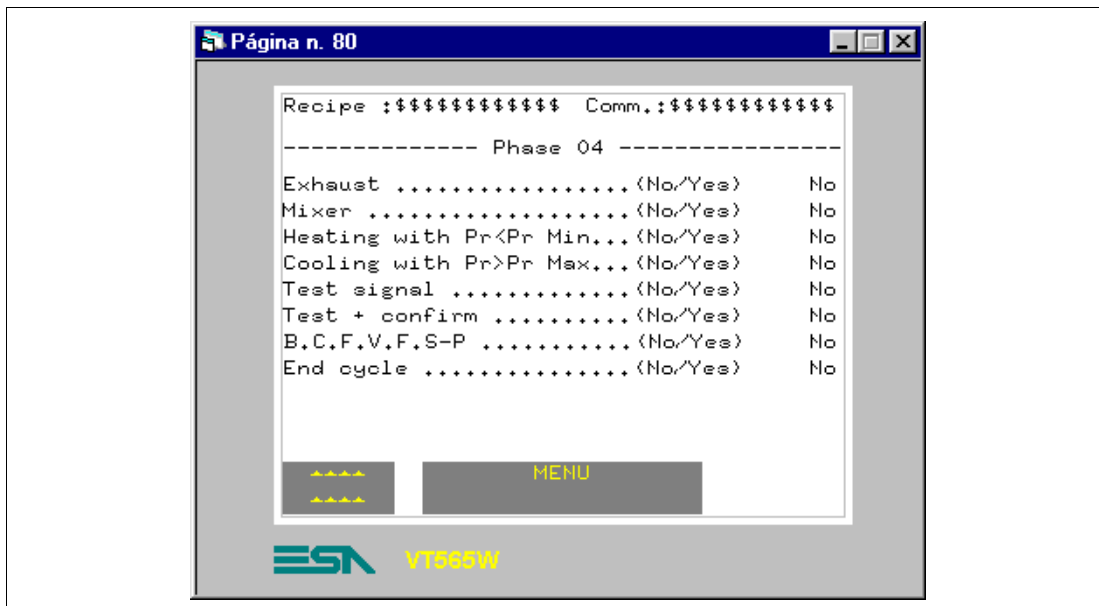 Página n. 80
Recipe :$$$$$$$$$$$$ Comm.:$$$$$$$$$$$$
-------------- Phase 04 ----------------
Exhaust .................(No/Yes) No
Mixer ...................(No/Yes) No
Heating with Pr<Pr Min...(No/Yes) No
Cooling with Pr>Pr Max...(No/Yes) No
Test signal .............(No/Yes) No
Test + confirm ..........(No/Yes) No
B.C.F.V.F.S-P ...........(No/Yes) No
End cycle ...............(No/Yes) No
MENU
ESA VT565W